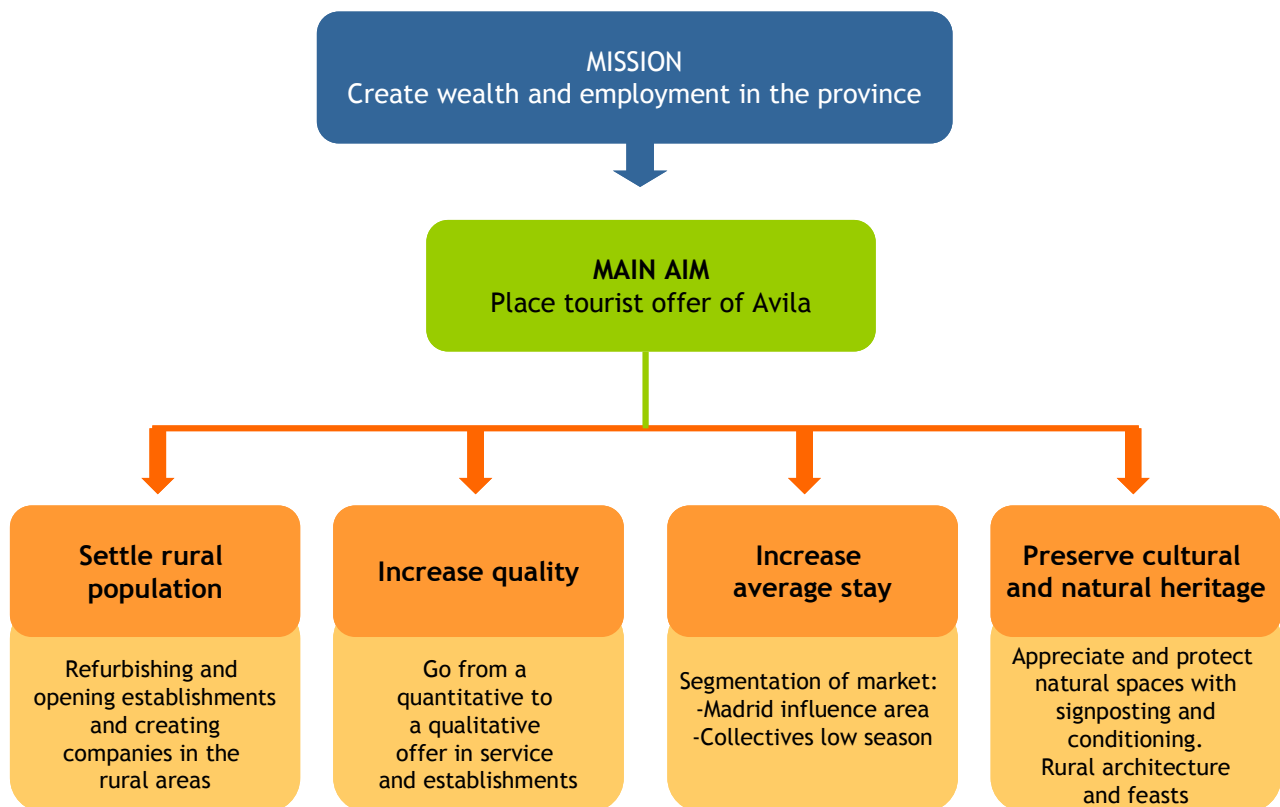 MISSION
Create wealth and employment in the province
MAIN AIM
Place tourist offer of Avila
Settle rural
population
Refurbishing and
opening establishments
and creating
companies in the
rural areas
Increase quality
Go from a
quantitative to
a qualitative
offer in service
and establishments
Increase
average stay
Segmentation of market:
-Madrid influence area
-Collectives low season
Preserve cultural
and natural heritage
Appreciate and protect
natural spaces with
signposting and
conditioning.
Rural architecture
and feasts